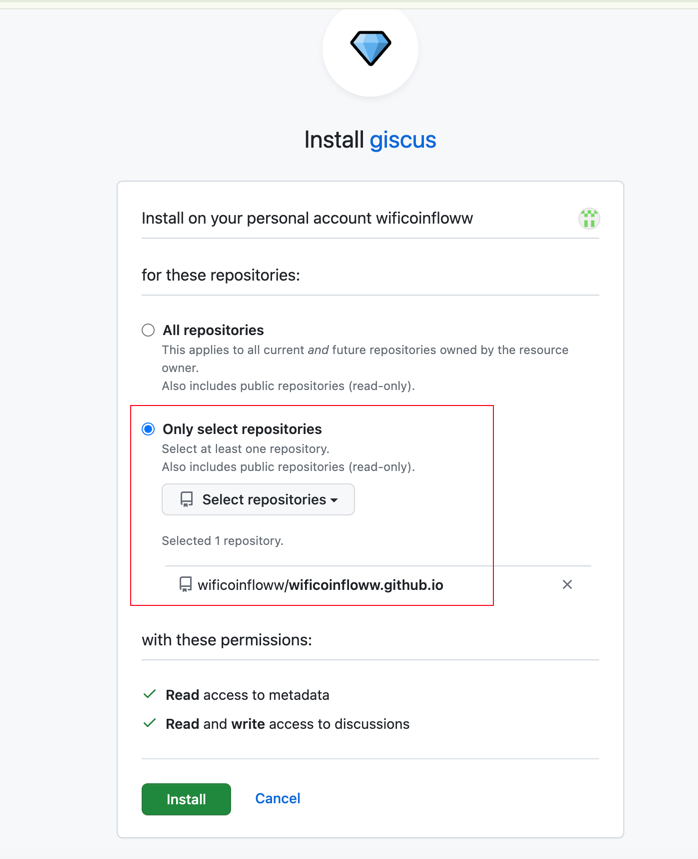 Install giscus
Install on your personal account wificoinfloww
for these repositories:
All repositories
This applies to all current and future repositories owned by the resource
owner.
Also includes public repositories (read-only).
Only select repositories
Select at least one repository.
Also includes public repositories (read-only).
Select repositories
Selected 1 repository.
wificoinfloww/wificoinfloww.github.io
with these permissions:
Read access to metadata
Read and write access to discussions
Install Cancel